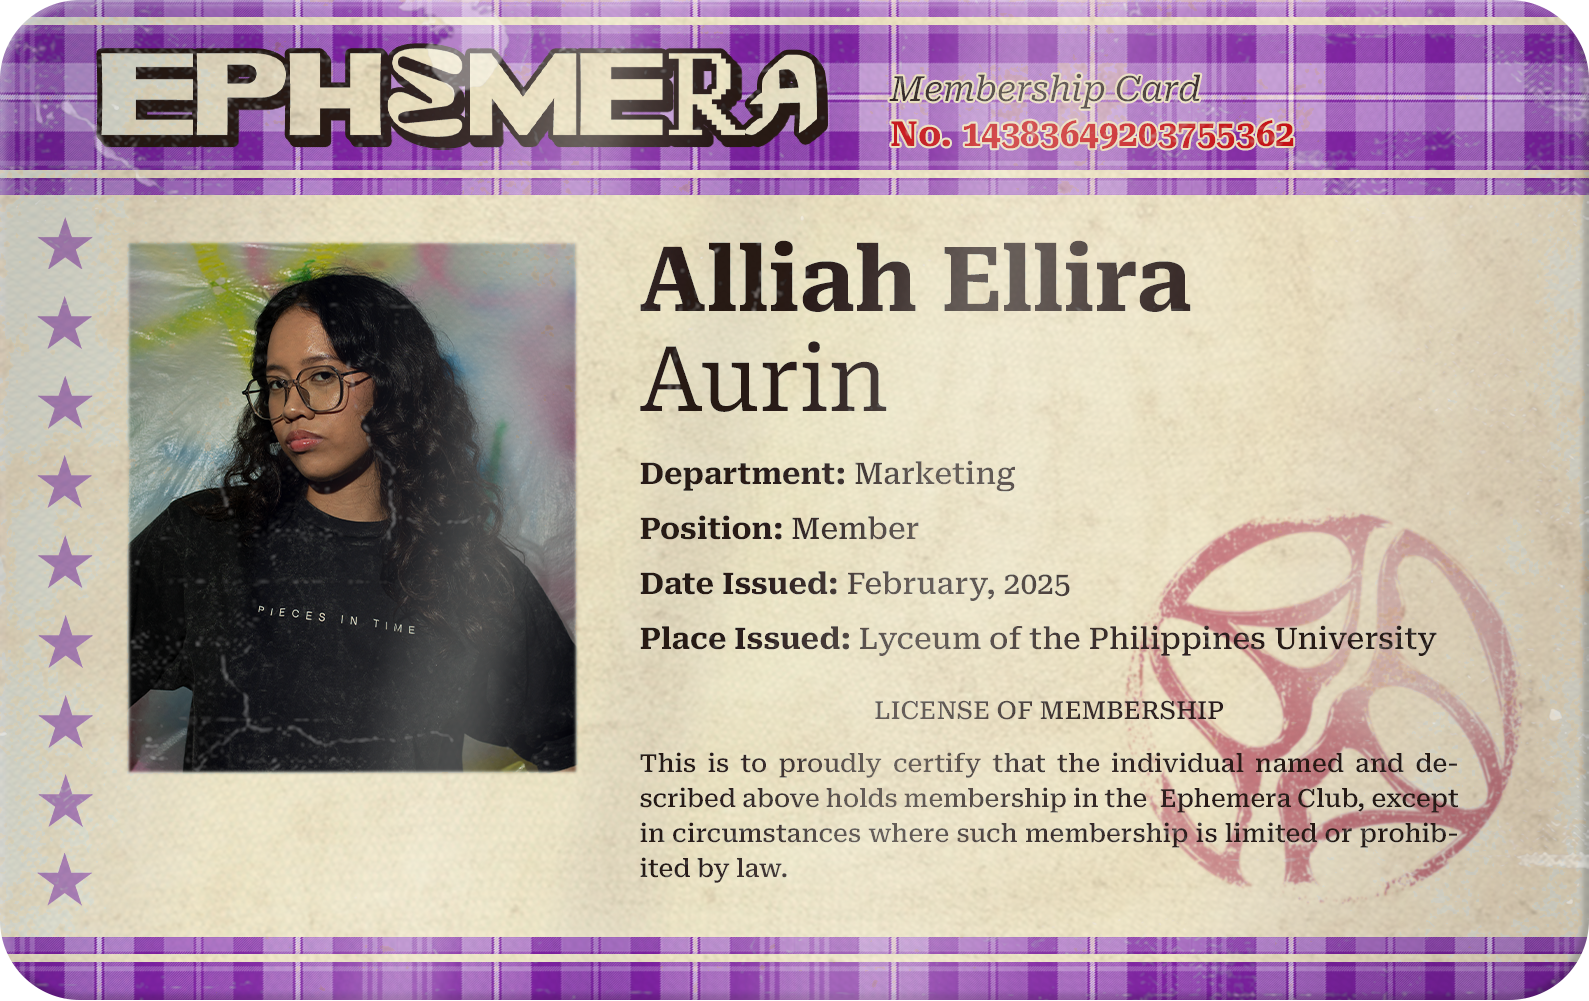 EPHEMERA
Membership Card
No. 14383649203755362
Alliah Ellira
Aurin
Department: Marketing
Position: Member
Date Issued: February, 2025
Place Issued: Lyceum of the Philippines University
PIECES IN TIME
LICENSE OF MEMBERSHIP
This is to proudly certify that the individual named and de-
scribed above holds membership in the Ephemera Club, except
in circumstances where such membership is limited or prohib-
ited by law.